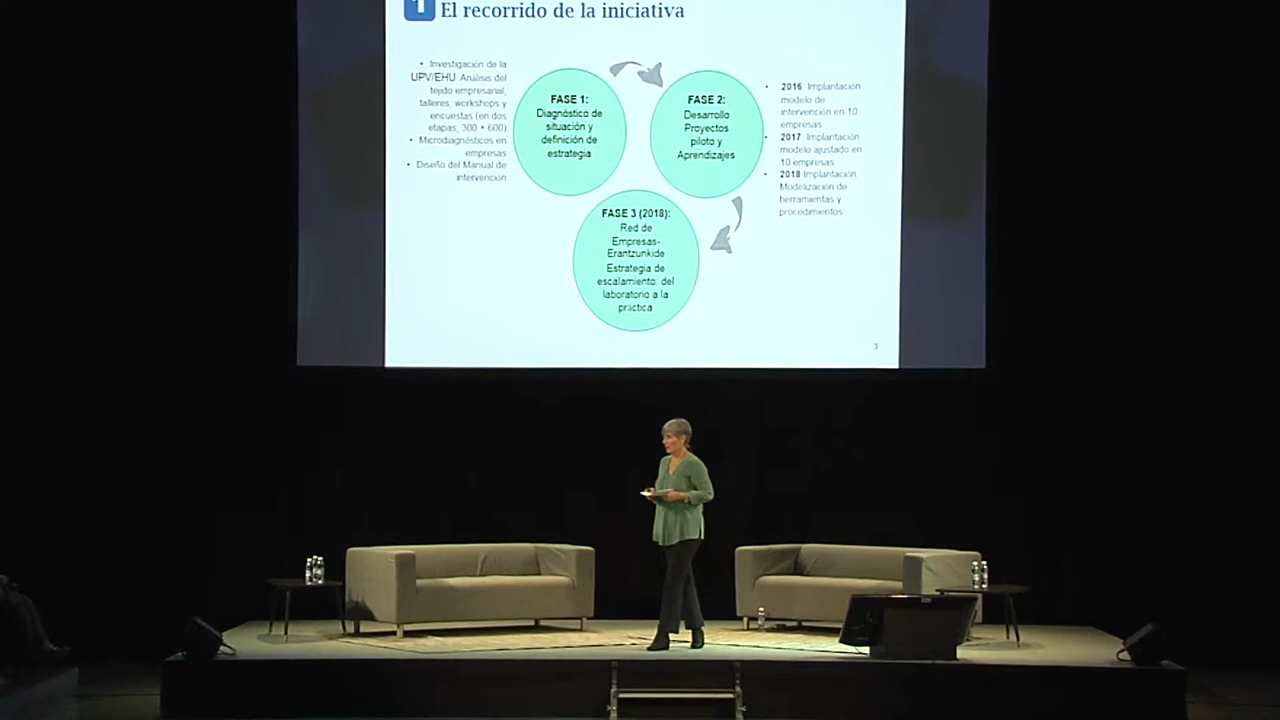 1 El recorrido de la iniciativa
• Investigación de la
UPV/EHU Análisis del
tejido empresarial,
talleres, workshops y
encuestas (en dos
etapas, 300 + 600)
• Microdiagnósticos en
empresas
• Diseño del Manual de
intervención
FASE 1:
Diagnóstico de
situación y
definición de
estrategia
FASE 2:
Desarrollo
Proyectos
piloto y
Aprendizajes
• 2016 Implantación
modelo de
intervención en 10
empresas
• 2017 Implantación
modelo ajustado en
10 empresas
• 2018 Implantación.
Modelización de
herramientas y
procedimientos
FASE 3 (2018):
Red de
Empresas-
Erantzunkide
Estrategia de
escalamiento: del
laboratorio a la
práctica
3